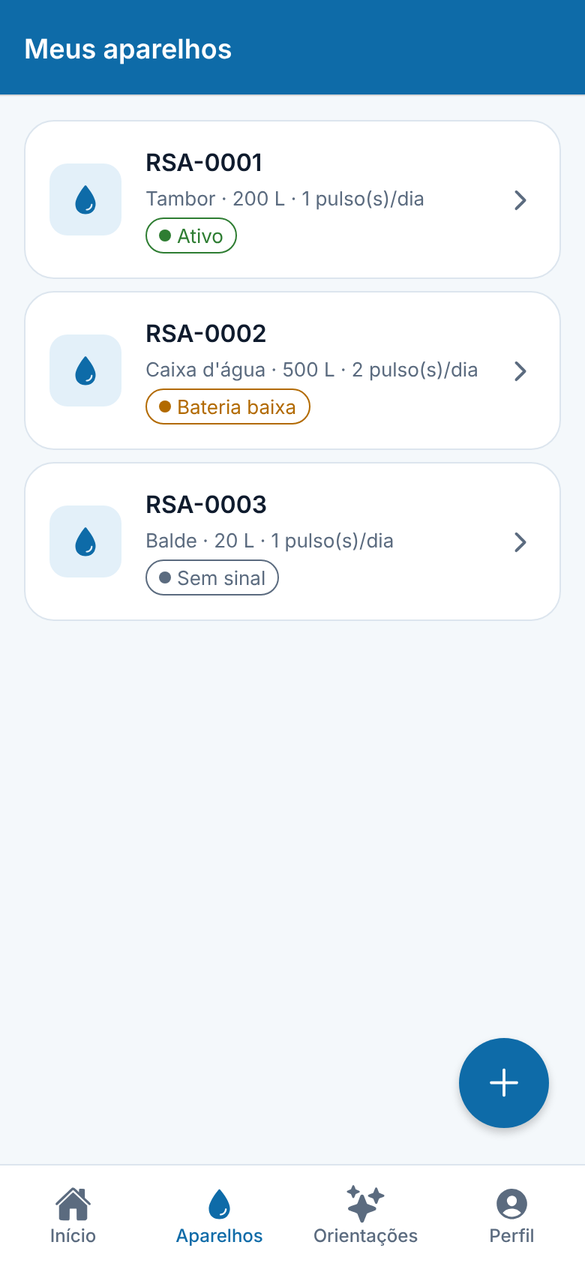 Meus aparelhos
RSA-0001
Tambor · 200 L · 1 pulso(s)/dia
Ativo
RSA-0002
Caixa d'água · 500 L · 2 pulso(s)/dia
Bateria baixa
RSA-0003
Balde · 20 L · 1 pulso(s)/dia
Sem sinal
Início
Aparelhos
Orientações
Perfil